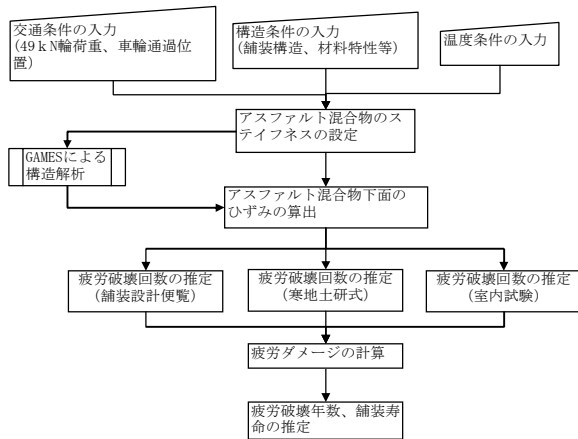 交通条件の入力
(49ｋN輪荷重、車輪通過位
置)
構造条件の入力
(舗装構造、材料特性等)
温度条件の入力
アスファルト混合物のス
テイフネスの設定
GAMESによる
構造解析
アスファルト混合物下面の
ひずみの算出
疲労破壊回数の推定
(舗装設計便覧)
疲労破壊回数の推定
(寒地土研式)
疲労破壊回数の推定
(室内試験)
疲労ダメージの計算
疲労破壊年数、舗装寿
命の推定